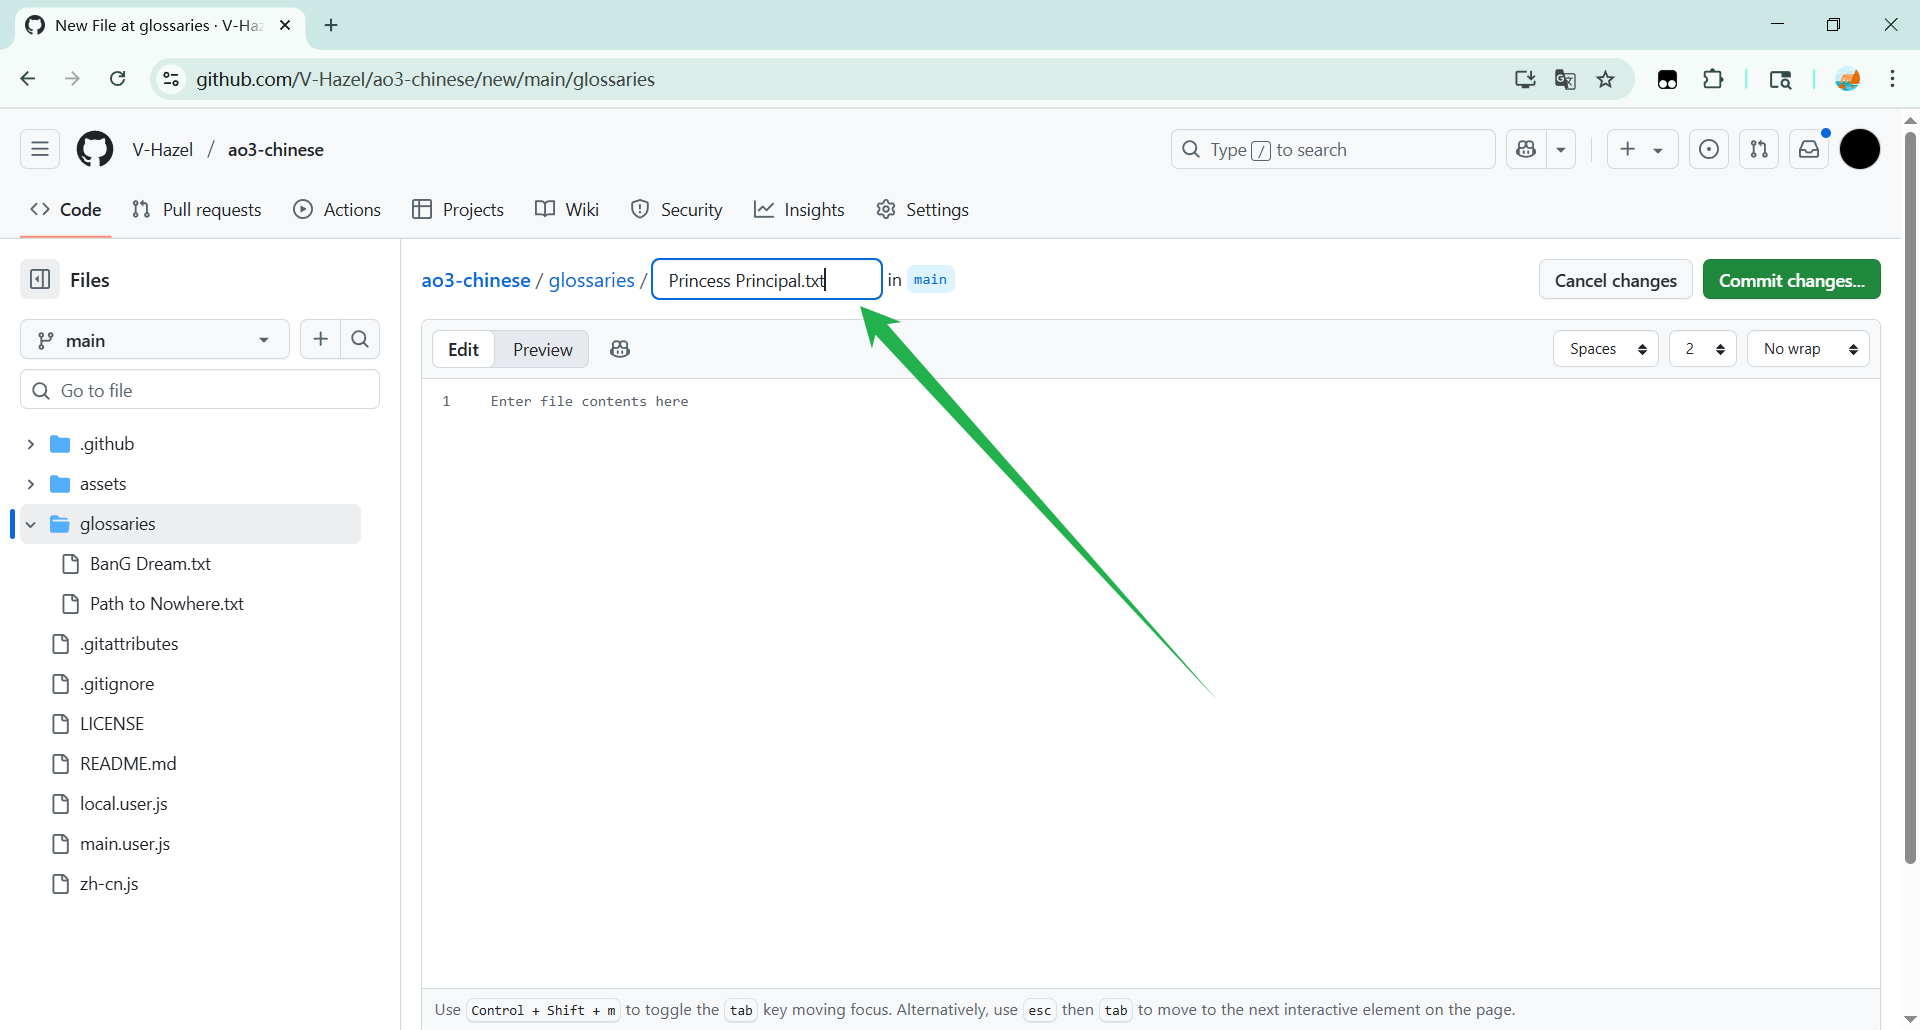 New File at glossaries · V-Haz
github.com/V-Hazel/ao3-chinese/new/main/glossaries
V-Hazel / ao3-chinese
Type / to search
Code
Pull requests
Actions
Projects
Wiki
Security
Insights
Settings
Files
ao3-chinese / glossaries / Princess Principal.txt in main
Cancel changes
Commit changes...
main
Edit
Preview
Spaces
2
No wrap
Go to file
1 Enter file contents here
.github
assets
glossaries
BanG Dream.txt
Path to Nowhere.txt
.gitattributes
.gitignore
LICENSE
README.md
local.user.js
main.user.js
zh-cn.js
Use Control + Shift + m to toggle the tab key moving focus. Alternatively, use esc then tab to move to the next interactive element on the page.